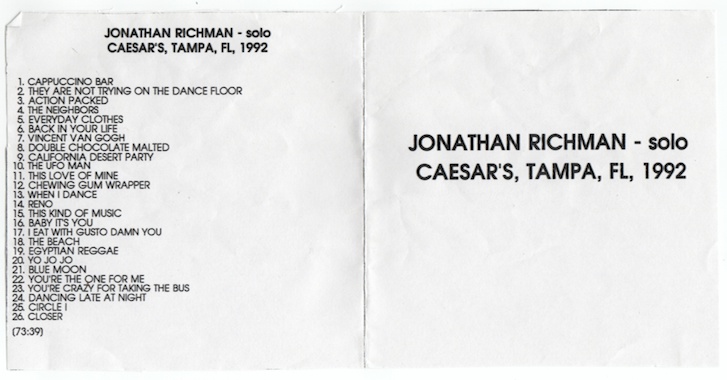 JONATHAN RICHMAN - solo
CAESAR'S, TAMPA, FL, 1992
1. CAPPUCCINO BAR
2. THEY ARE NOT TRYING ON THE DANCE FLOOR
3. ACTION PACKED
4. THE NEIGHBORS
5. EVERYDAY CLOTHES
6. BACK IN YOUR LIFE
7. VINCENT VAN GOGH
8. DOUBLE CHOCOLATE MALTED
9. CALIFORNIA DESERT PARTY
10. THE UFO MAN
11. THIS LOVE OF MINE
12. CHEWING GUM WRAPPER
13. WHEN I DANCE
14. RENO
15. THIS KIND OF MUSIC
16. BABY IT'S YOU
17. I EAT WITH GUSTO DAMN YOU
18. THE BEACH
19. EGYPTIAN REGGAE
20. YO JO JO
21. BLUE MOON
22. YOU'RE THE ONE FOR ME
23. YOU'RE CRAZY FOR TAKING THE BUS
24. DANCING LATE AT NIGHT
25. CIRCLE I
26. CLOSER
(73:39)
JONATHAN RICHMAN - solo
CAESAR'S, TAMPA, FL, 1992